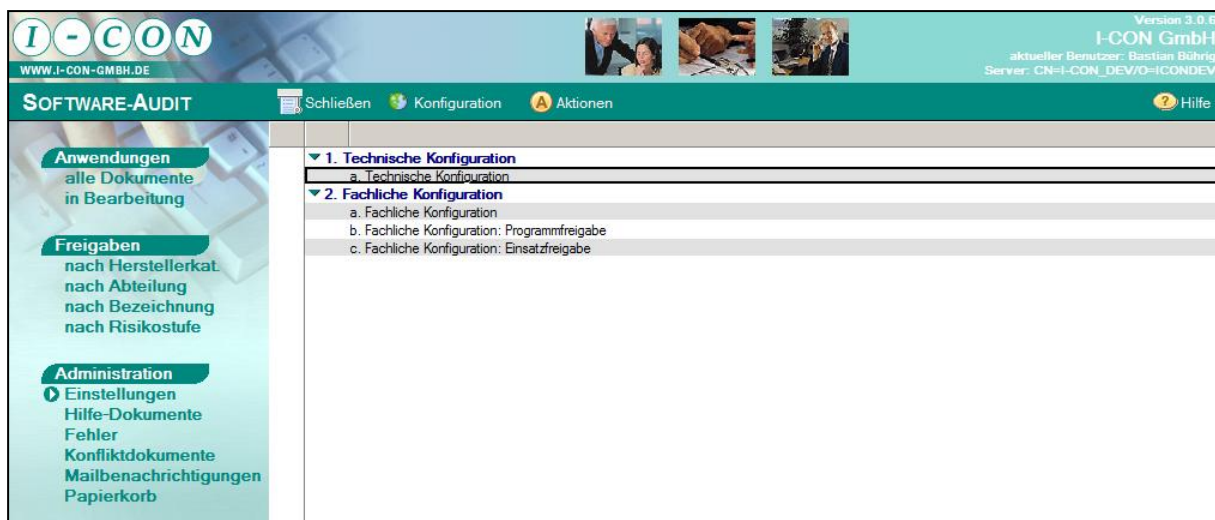 I-CON
WWW.I-CON-GMBH.DE
Version 3.0.6
I-CON GmbH
aktueller Benutzer: Bastian Bührig
Server: CN=I-CON_DEV/O=ICONDEV
SOFTWARE-AUDIT
Schließen Konfiguration A Aktionen ? Hilfe
Anwendungen
alle Dokumente
in Bearbeitung
Freigaben
nach Herstellerkat.
nach Abteilung
nach Bezeichnung
nach Risikostufe
Administration
Einstellungen
Hilfe-Dokumente
Fehler
Konfliktdokumente
Mailbenachrichtigungen
Papierkorb
1. Technische Konfiguration
a. Technische Konfiguration
2. Fachliche Konfiguration
a. Fachliche Konfiguration
b. Fachliche Konfiguration: Programmfreigabe
c. Fachliche Konfiguration: Einsatzfreigabe